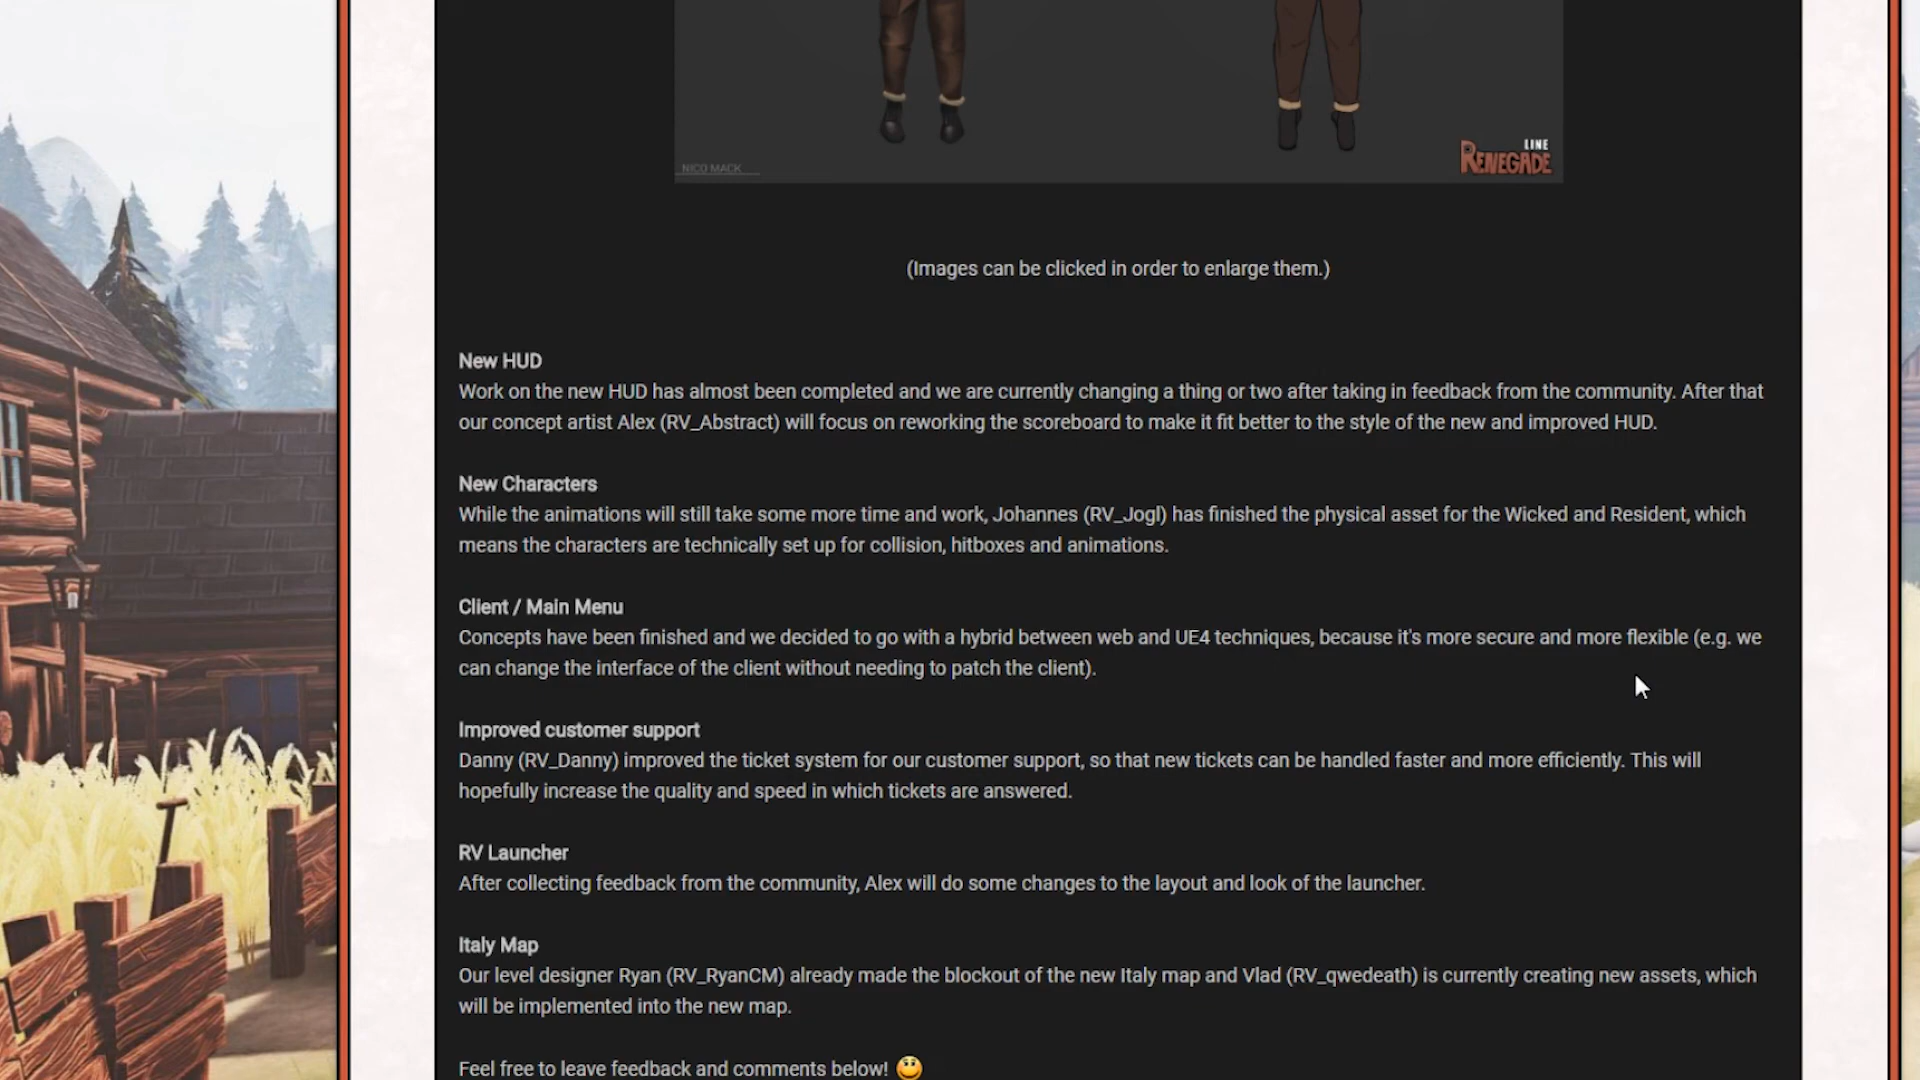 NICO MACK
LINE
RENEGADE
(Images can be clicked in order to enlarge them.)
New HUD
Work on the new HUD has almost been completed and we are currently changing a thing or two after taking in feedback from the community. After that
our concept artist Alex (RV_Abstract) will focus on reworking the scoreboard to make it fit better to the style of the new and improved HUD.
New Characters
While the animations will still take some more time and work, Johannes (RV_Jogl) has finished the physical asset for the Wicked and Resident, which
means the characters are technically set up for collision, hitboxes and animations.
Client / Main Menu
Concepts have been finished and we decided to go with a hybrid between web and UE4 techniques, because it's more secure and more flexible (e.g. we
can change the interface of the client without needing to patch the client).
Improved customer support
Danny (RV_Danny) improved the ticket system for our customer support, so that new tickets can be handled faster and more efficiently. This will
hopefully increase the quality and speed in which tickets are answered.
RV Launcher
After collecting feedback from the community, Alex will do some changes to the layout and look of the launcher.
Italy Map
Our level designer Ryan (RV_RyanCM) already made the blockout of the new Italy map and Vlad (RV_qwedeath) is currently creating new assets, which
will be implemented into the new map.
Feel free to leave feedback and comments below!